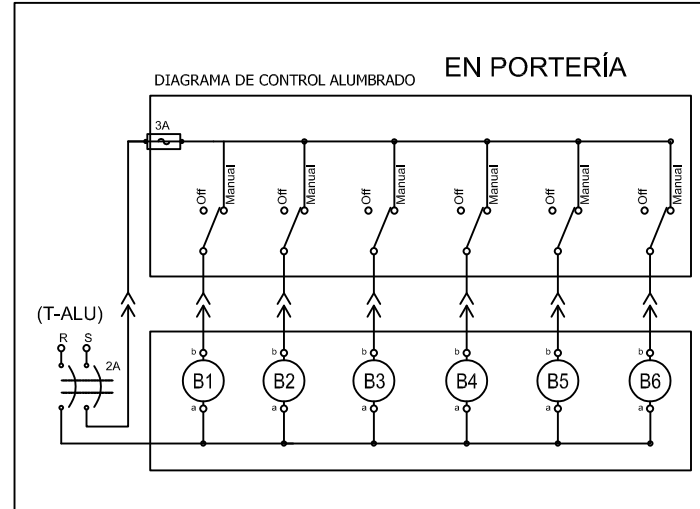 EN PORTERÍA
DIAGRAMA DE CONTROL ALUMBRADO
3A
Off Manual Off Manual Off Manual Off Manual Off Manual Off Manual
(T-ALU)
R S
2A
b b b b b b
B1 B2 B3 B4 B5 B6
a a a a a a